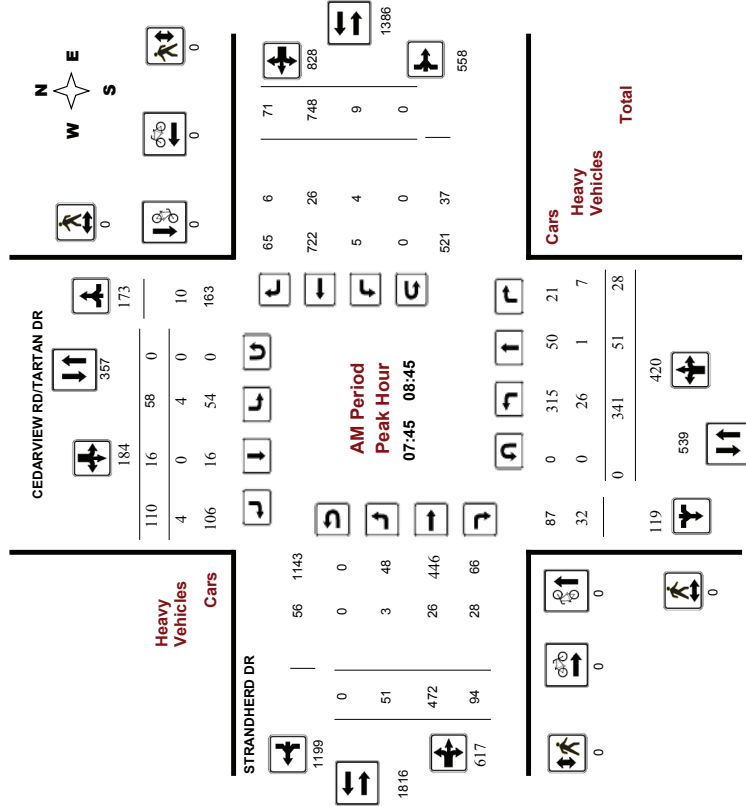 N
W E
S
0
0
0
0
CEDARVIEW RD/TARTAN DR
357
184 173
110 16 58 0
4 0 4 0 10
106 16 54 0 163
Heavy
Vehicles
Cars
STRANDHERD DR
1199
1816
617
56 1143
0 0 0
51 3 48
472 26 446
94 28 66
AM Period
Peak Hour
07:45 08:45
65 6 71
722 26 748
5 4 9
0 0 0
521 37
828
1386
558
87 0 315 50 21 Cars
32 0 26 1 7 Heavy
Vehicles
0 341 51 28 Total
119 420
539
0
0
0
0